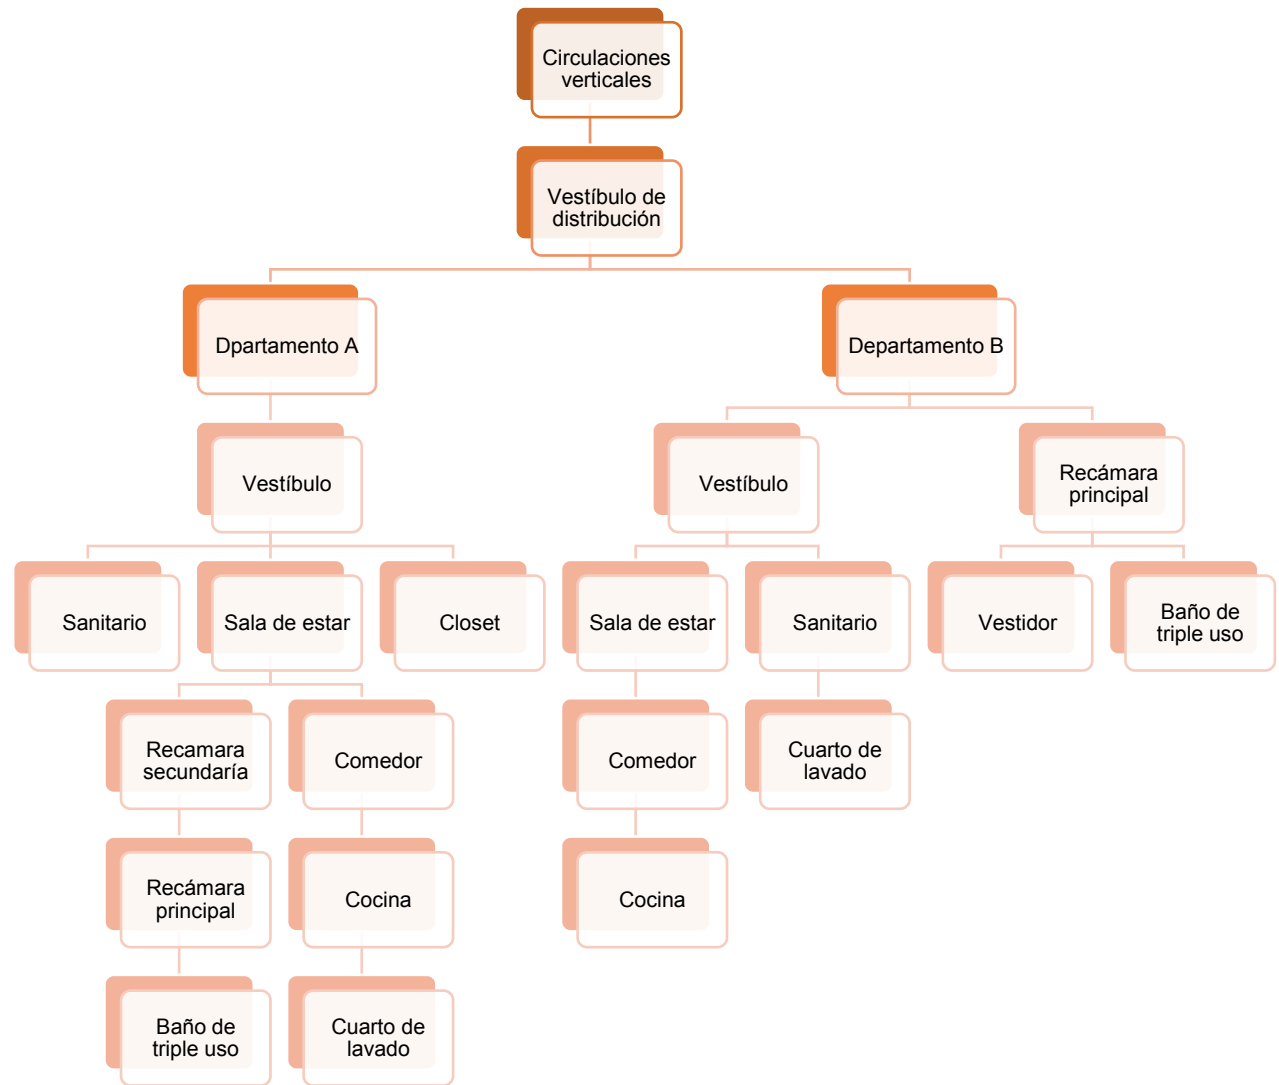 Circulaciones
verticales
Vestíbulo de
distribución
Dpartamento A
Departamento B
Vestíbulo
Vestíbulo
Recámara
principal
Sanitario
Sala de estar
Closet
Sala de estar
Sanitario
Vestidor
Baño de
triple uso
Recamara
secundaría
Comedor
Comedor
Cuarto de
lavado
Recámara
principal
Cocina
Cocina
Baño de
triple uso
Cuarto de
lavado